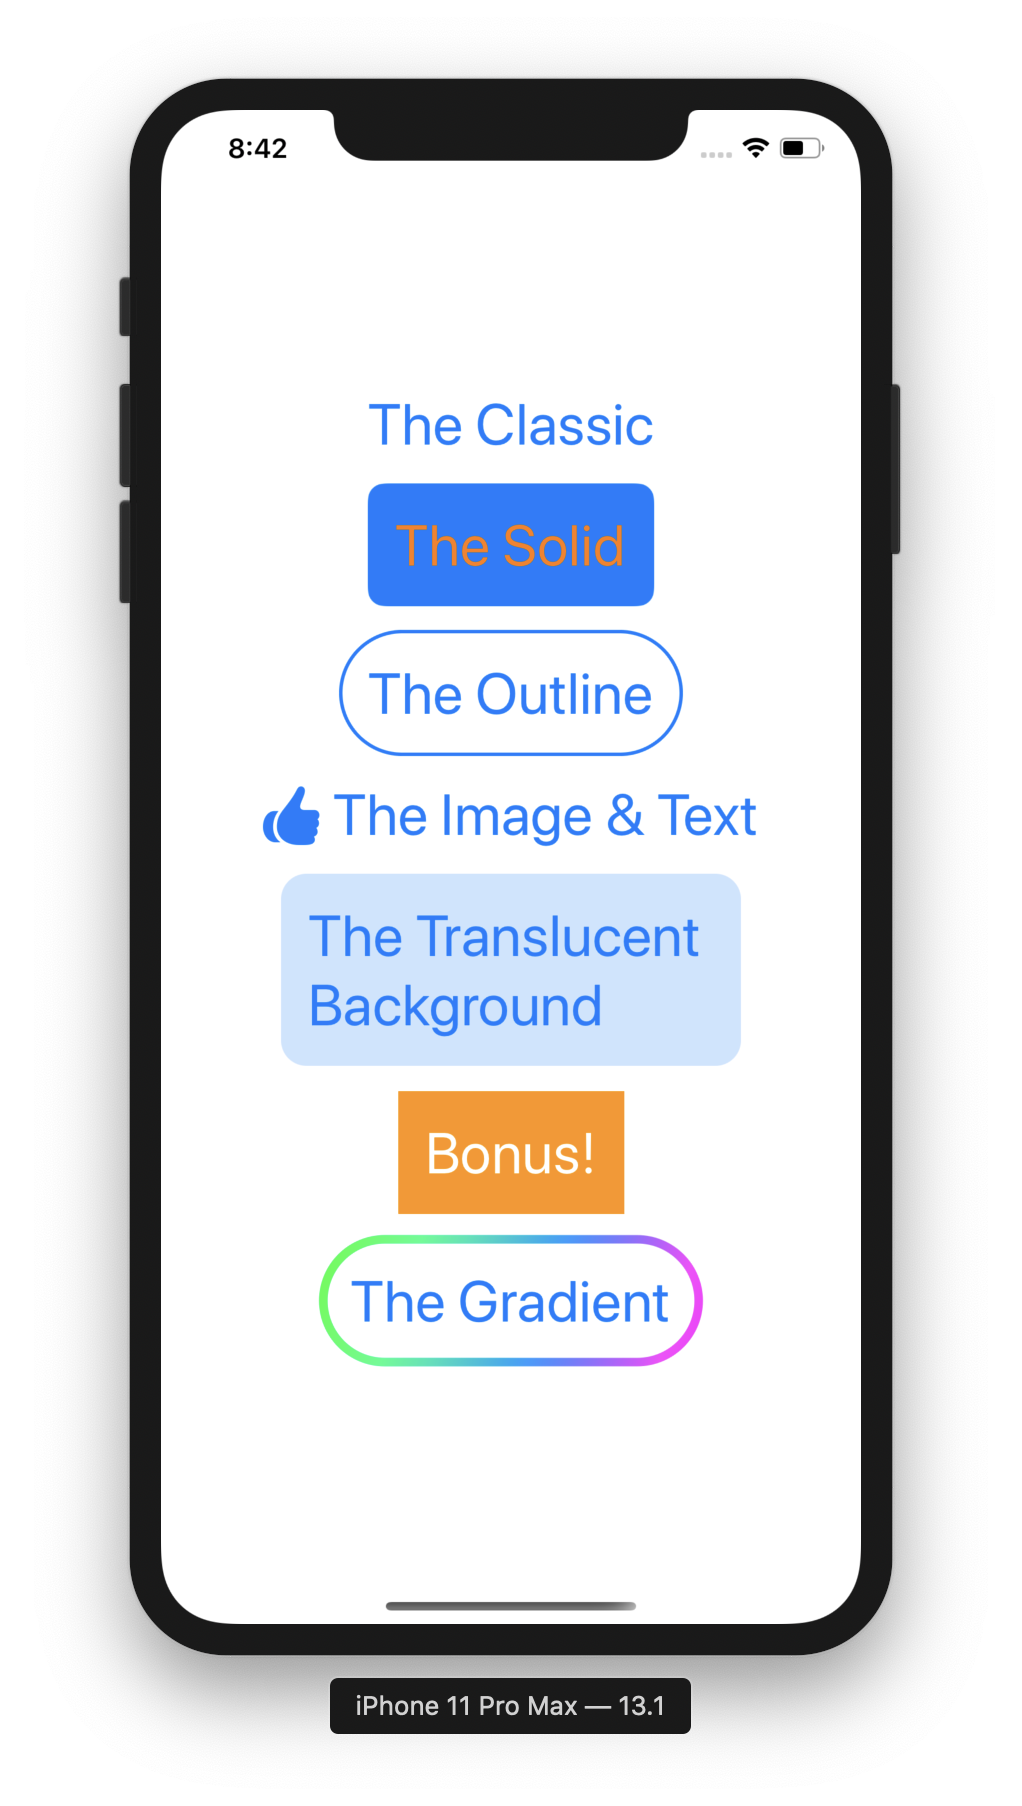 8:42
The Classic
The Solid
The Outline
The Image & Text
The Translucent
Background
Bonus!
The Gradient
iPhone 11 Pro Max — 13.1